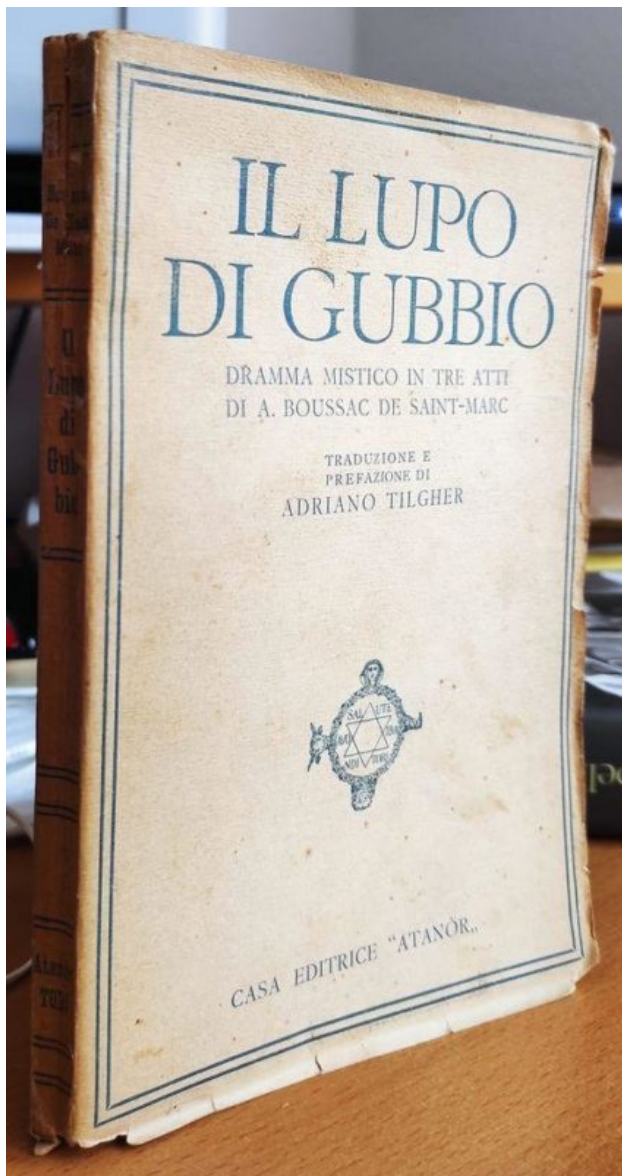 IL LUPO
DI GUBBIO
DRAMMA MISTICO IN TRE ATTI
DI A. BOUSSAC DE SAINT-MARC
TRADUZIONE E
PREFAZIONE DI
ADRIANO TILGHER
SALUTE
CASA EDITRICE "ATANÒR„
Il
Lupo
di
Gub-
bio